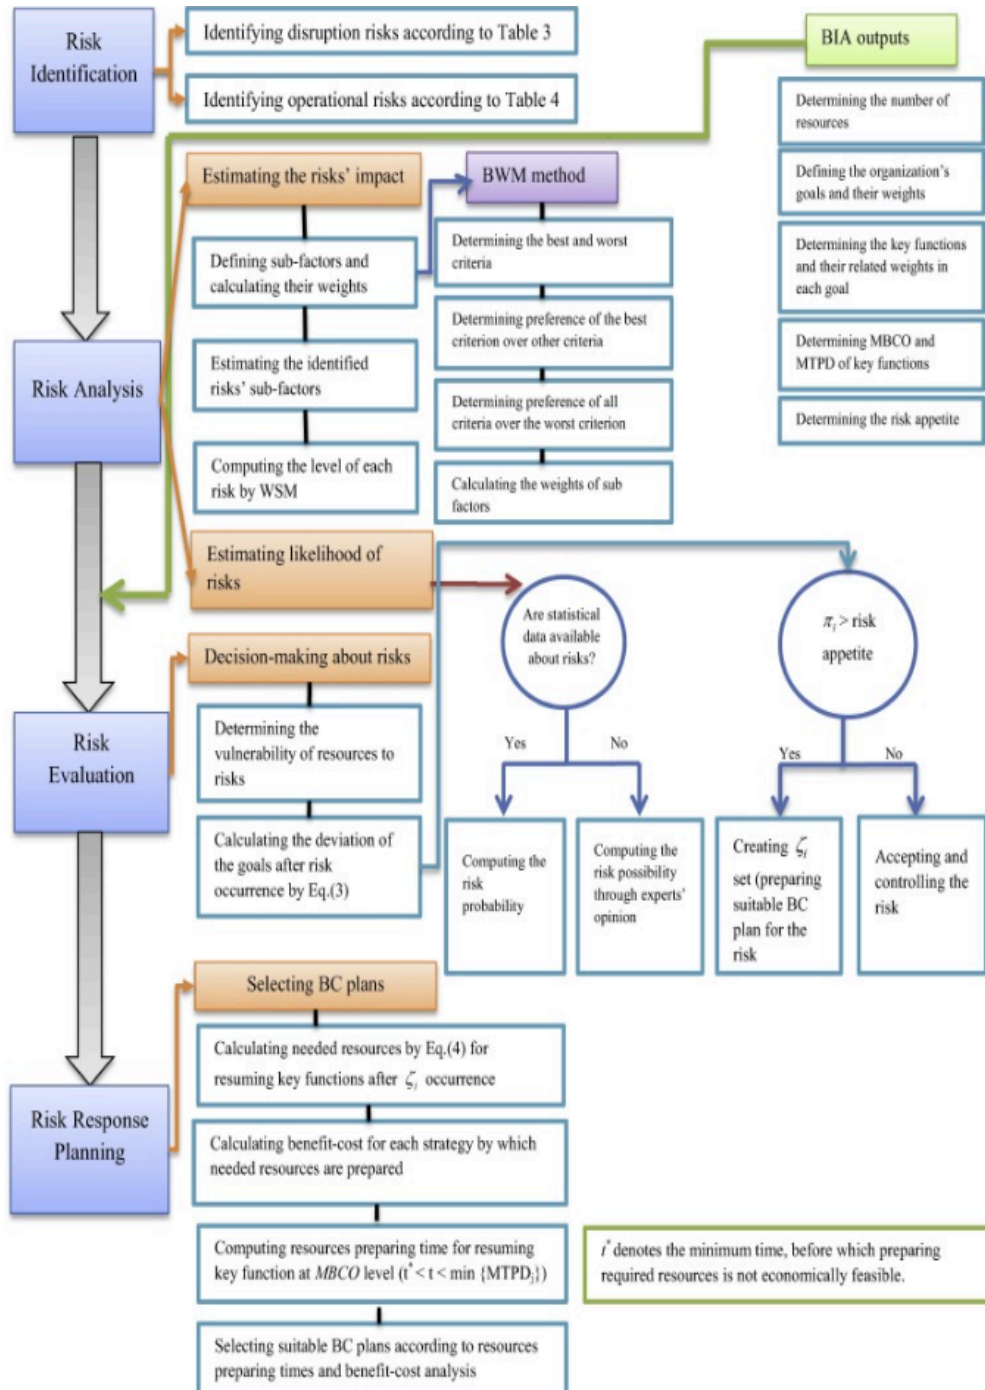 Risk
Identification
Identifying disruption risks according to Table 3
Identifying operational risks according to Table 4
BIA outputs
Determining the number of
resources
Defining the organization's
goals and their weights
Determining the key functions
and their related weights in
each goal
Determining MBCO and
MTPD of key functions
Determining the risk appetite
Risk Analysis
Estimating the risks' impact
Defining sub-factors and
calculating their weights
Estimating the identified
risks' sub-factors
Computing the level of each
risk by WSM
BWM method
Determining the best and worst
criteria
Determining preference of the best
criterion over other criteria
Determining preference of all
criteria over the worst criterion
Calculating the weights of sub
factors
Estimating likelihood of
risks
Are statistical
data available
about risks?
Yes
No
Computing the
risk
probability
Computing the
risk possibility
through experts'
opinion
πᵢ > risk
appetite
Yes
No
Creating ζᵢ
set (preparing
suitable BC
plan for the
risk
Accepting and
controlling the
risk
Risk
Evaluation
Decision-making about risks
Determining the
vulnerability of resources to
risks
Calculating the deviation of
the goals after risk
occurrence by Eq.(3)
Risk Response
Planning
Selecting BC plans
Calculating needed resources by Eq.(4) for
resuming key functions after ζᵢ occurrence
Calculating benefit-cost for each strategy by which
needed resources are prepared
Computing resources preparing time for resuming
key function at MBCO level (t* < t < min {MTPDⱼ})
Selecting suitable BC plans according to resources
preparing times and benefit-cost analysis
t* denotes the minimum time, before which preparing
required resources is not economically feasible.